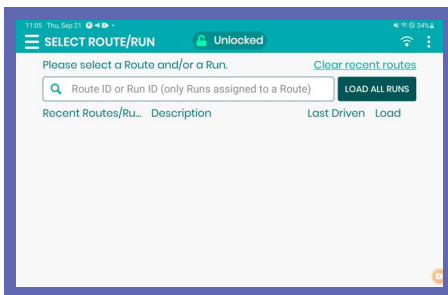 11:05 Thu, Sep 21 34%
SELECT ROUTE/RUN Unlocked
Please select a Route and/or a Run. Clear recent routes
Route ID or Run ID (only Runs assigned to a Route) LOAD ALL RUNS
Recent Routes/Ru... Description Last Driven Load